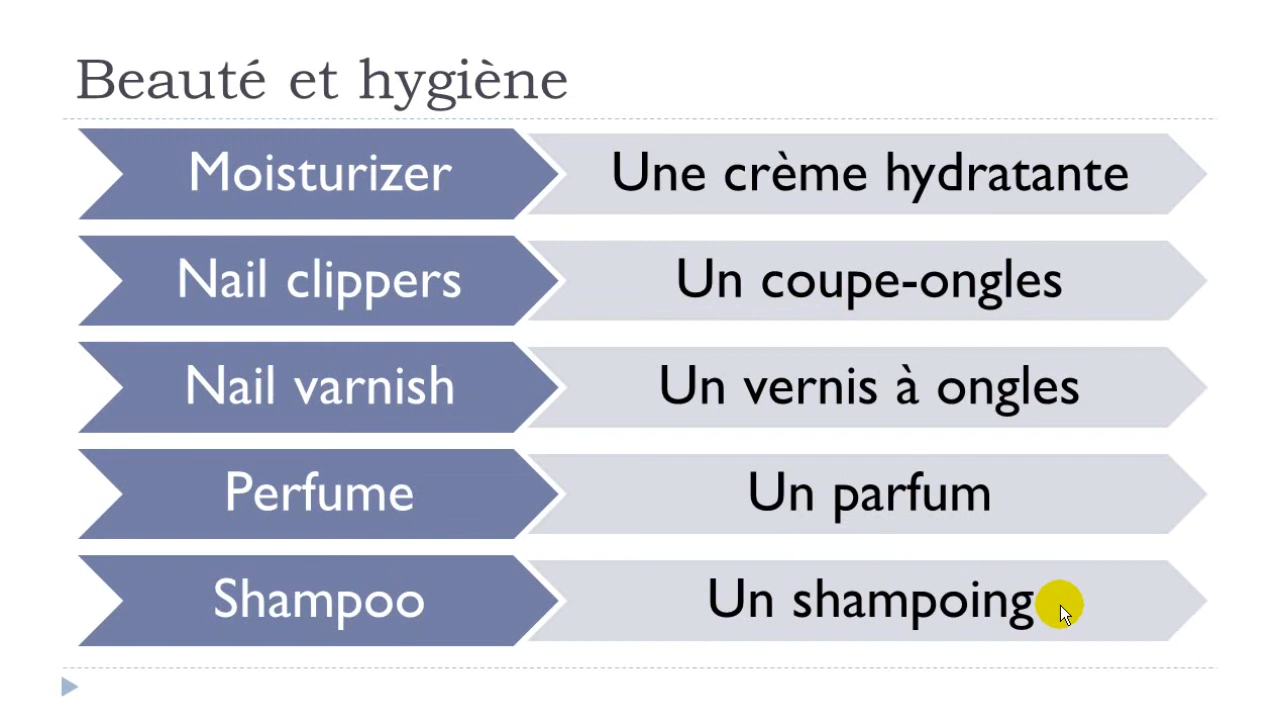 Beauté et hygiène
Moisturizer
Une crème hydratante
Nail clippers
Un coupe-ongles
Nail varnish
Un vernis à ongles
Perfume
Un parfum
Shampoo
Un shampoing